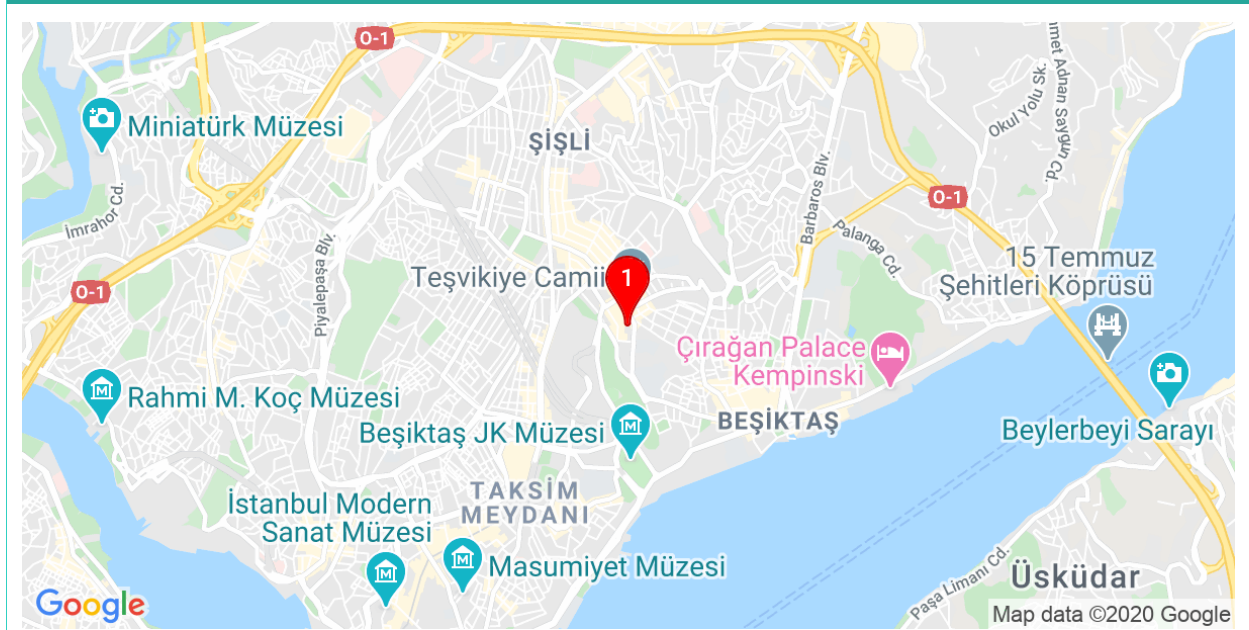 O-1
Okul Yolu Sk.
hmet Adnan Saygun Cd.
Miniatürk Müzesi
ŞİŞLİ
Barbaros Blv.
O-1
İmrahor Cd.
Piyalepaşa Blv.
Palanga Cd.
Teşvikiye Camii
1
15 Temmuz
Şehitleri Köprüsü
O-1
Çırağan Palace
Kempinski
Rahmi M. Koç Müzesi
Beşiktaş JK Müzesi
BEŞİKTAŞ
Beylerbeyi Sarayı
TAKSİM
MEYDANI
İstanbul Modern
Sanat Müzesi
Masumiyet Müzesi
Paşa Limanı Cd.
Üsküdar
Google
Map data ©2020 Google